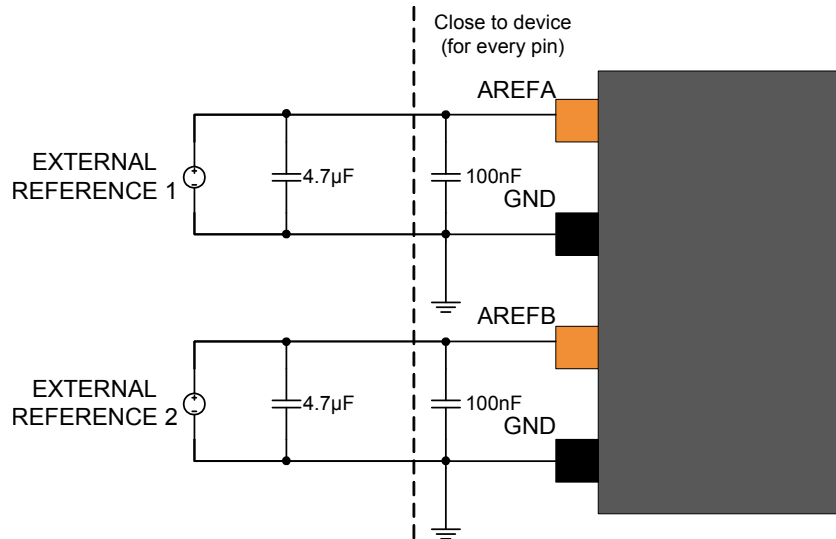 Close to device
(for every pin)
AREFA
EXTERNAL
REFERENCE 1
4.7µF
100nF
GND
AREFB
EXTERNAL
REFERENCE 2
4.7µF
100nF
GND